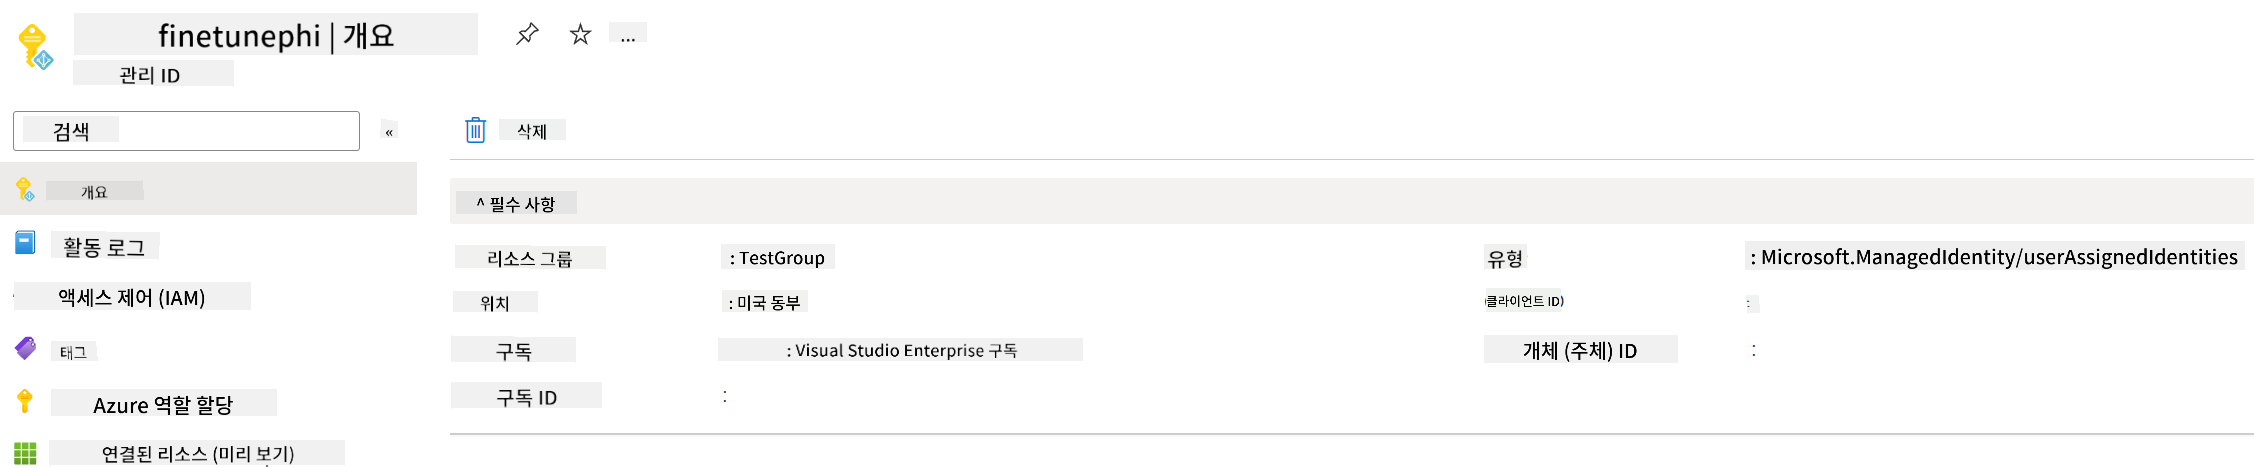 finetunephi | 개요
...
관리 ID
검색
«
삭제
개요
^ 필수 사항
활동 로그
리소스 그룹 : TestGroup
유형 : Microsoft.ManagedIdentity/userAssignedIdentities
액세스 제어 (IAM)
위치 : 미국 동부
(클라이언트 ID) :
태그
구독 : Visual Studio Enterprise 구독
개체 (주체) ID :
Azure 역할 할당
구독 ID :
연결된 리소스 (미리 보기)